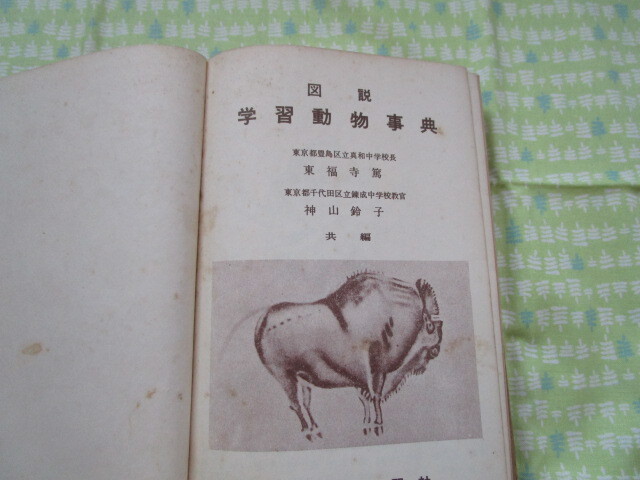 図説
学習動物事典
東京都豊島区立真和中学校長
東福寺篤
東京都千代田区立錬成中学校教官
神山鈴子
共編